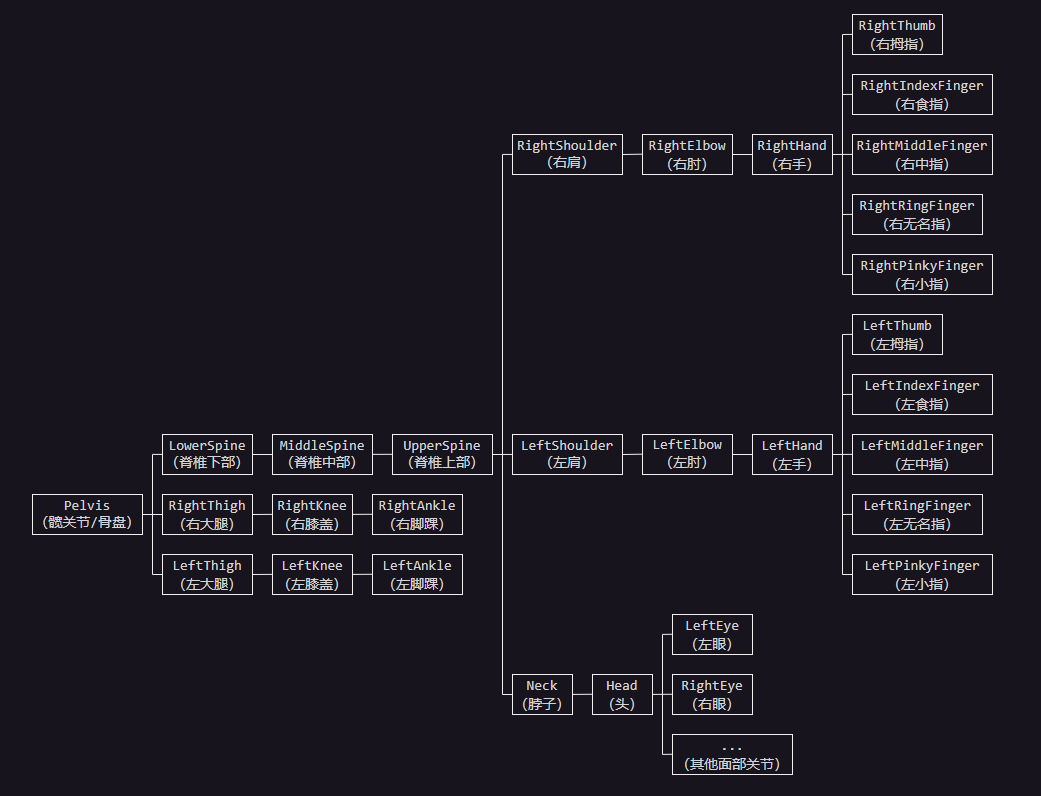 RightThumb
(右拇指)
RightIndexFinger
(右食指)
RightShoulder
(右肩)
RightElbow
(右肘)
RightHand
(右手)
RightMiddleFinger
(右中指)
RightRingFinger
(右无名指)
RightPinkyFinger
(右小指)
LeftThumb
(左拇指)
LeftIndexFinger
(左食指)
LowerSpine
(脊椎下部)
MiddleSpine
(脊椎中部)
UpperSpine
(脊椎上部)
LeftShoulder
(左肩)
LeftElbow
(左肘)
LeftHand
(左手)
LeftMiddleFinger
(左中指)
Pelvis
(髋关节/骨盘)
RightThigh
(右大腿)
RightKnee
(右膝盖)
RightAnkle
(右脚踝)
LeftRingFinger
(左无名指)
LeftThigh
(左大腿)
LeftKnee
(左膝盖)
LeftAnkle
(左脚踝)
LeftPinkyFinger
(左小指)
LeftEye
(左眼)
Neck
(脖子)
Head
(头)
RightEye
(右眼)
...
(其他面部关节)